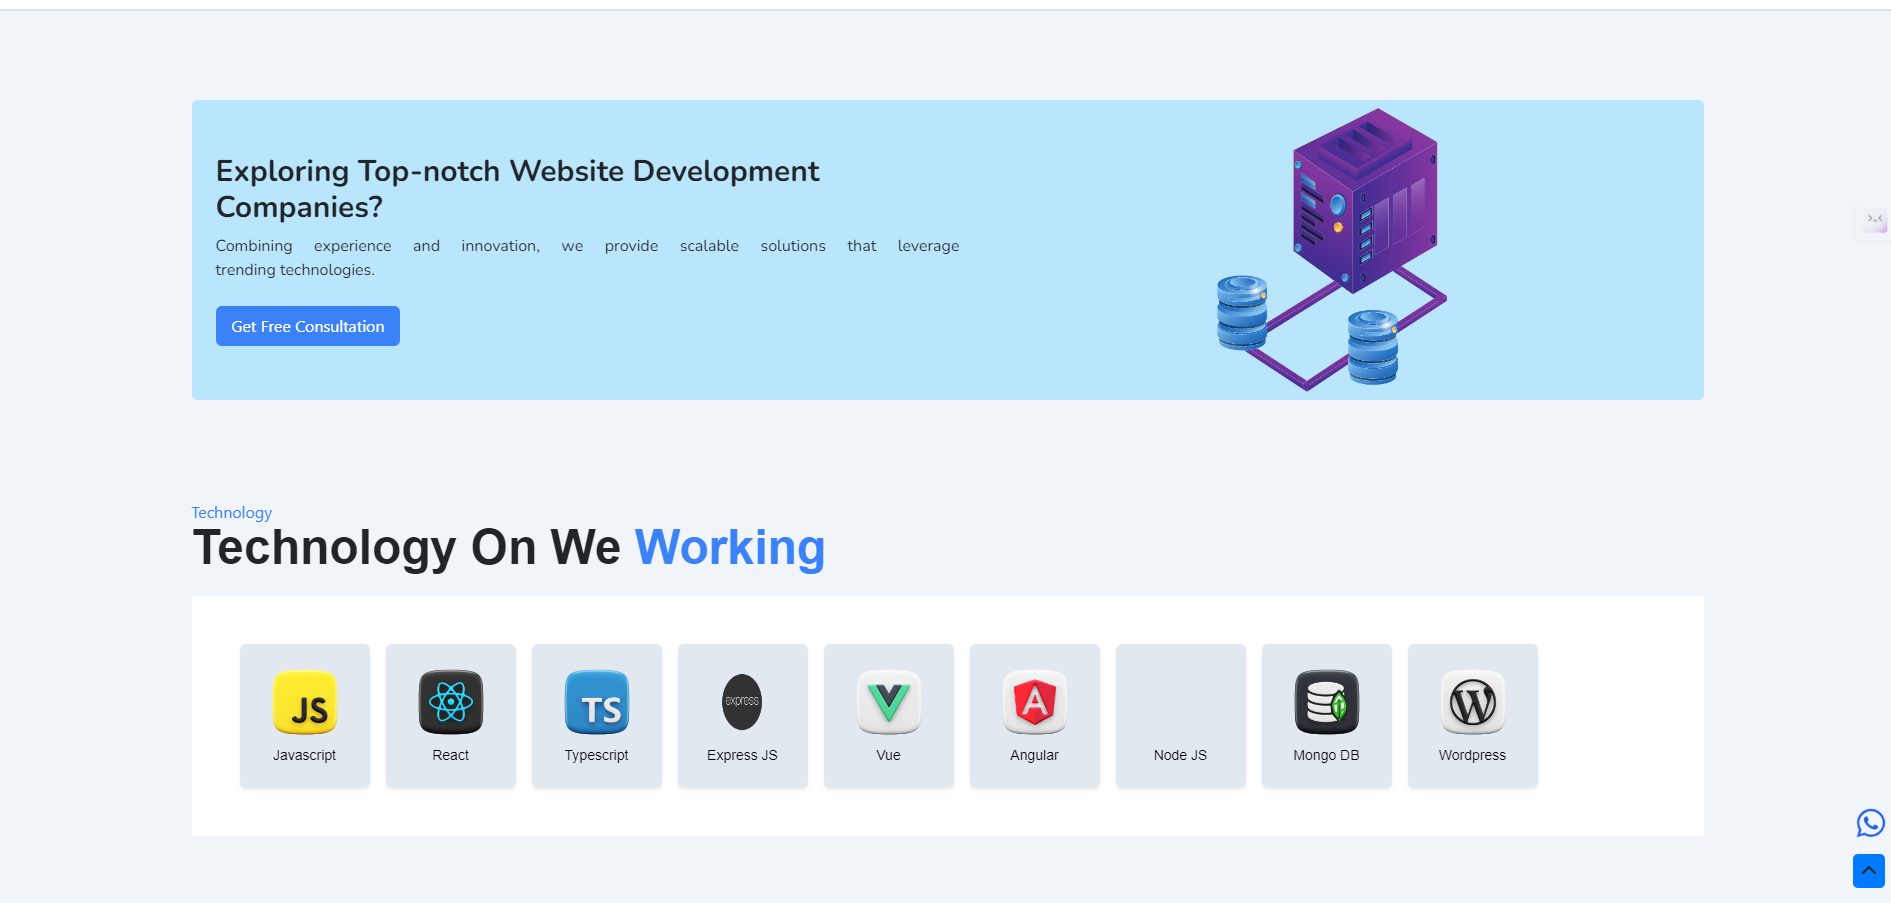 Exploring Top-notch Website Development
Companies?
Combining experience and innovation, we provide scalable solutions that leverage
trending technologies.
Get Free Consultation
Technology
Technology On We Working
JS
TS
express
Javascript
React
Typescript
Express JS
Vue
Angular
Node JS
Mongo DB
Wordpress